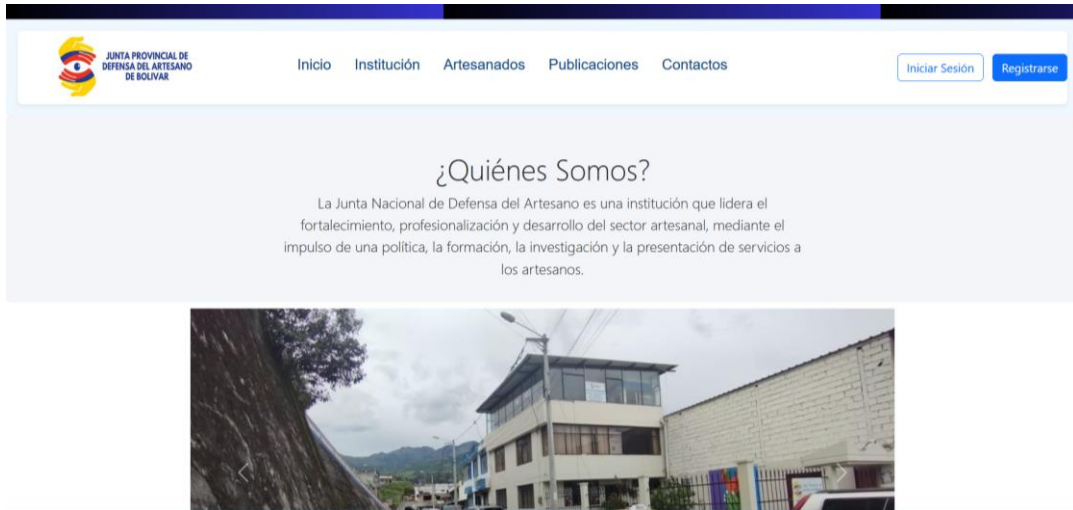 JUNTA PROVINCIAL DE
DEFENSA DEL ARTESANO
DE BOLIVAR
Inicio
Institución
Artesanados
Publicaciones
Contactos
Iniciar Sesión
Registrarse
¿Quiénes Somos?
La Junta Nacional de Defensa del Artesano es una institución que lidera el
fortalecimiento, profesionalización y desarrollo del sector artesanal, mediante el
impulso de una política, la formación, la investigación y la presentación de servicios a
los artesanos.